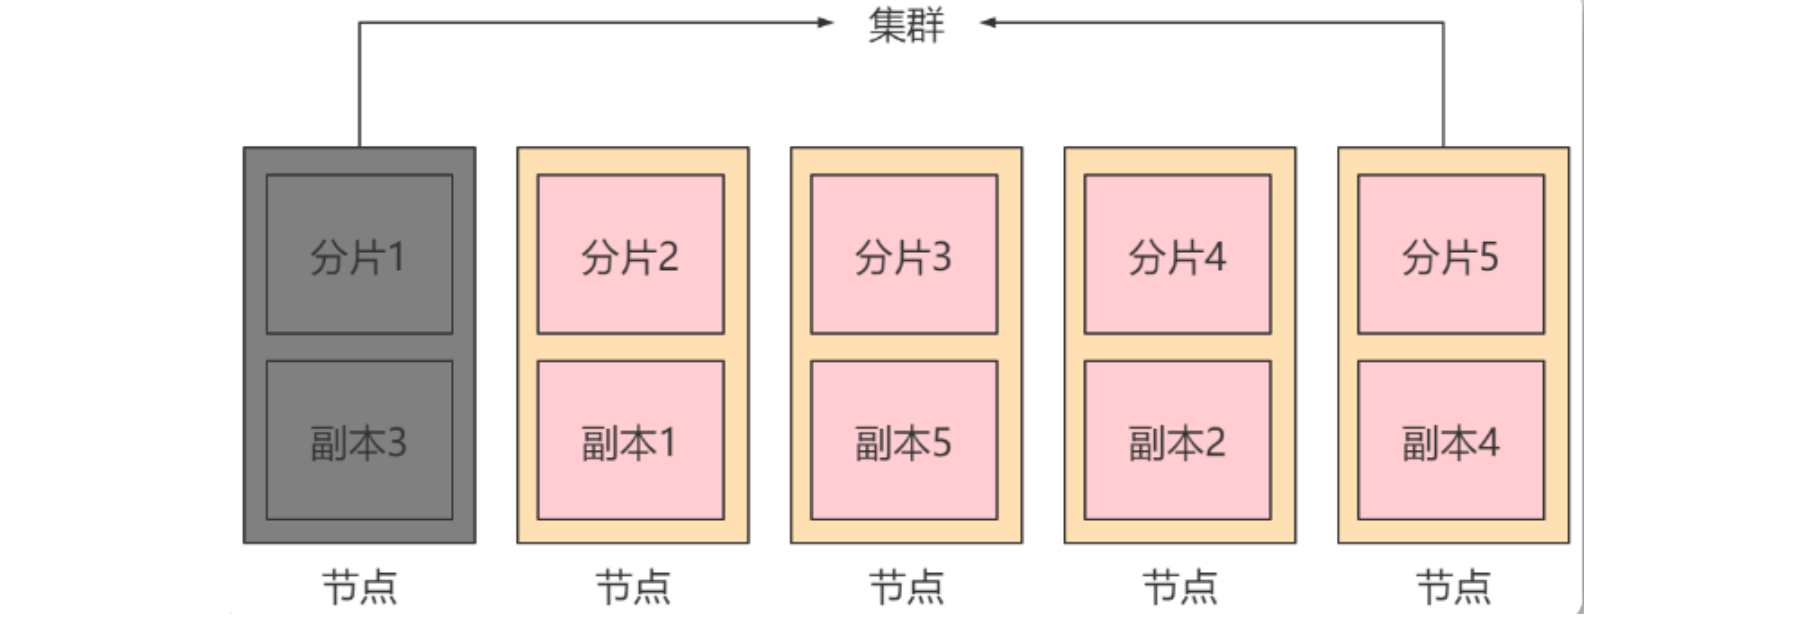 集群
分片1 分片2 分片3 分片4 分片5
副本3 副本1 副本5 副本2 副本4
节点 节点 节点 节点 节点